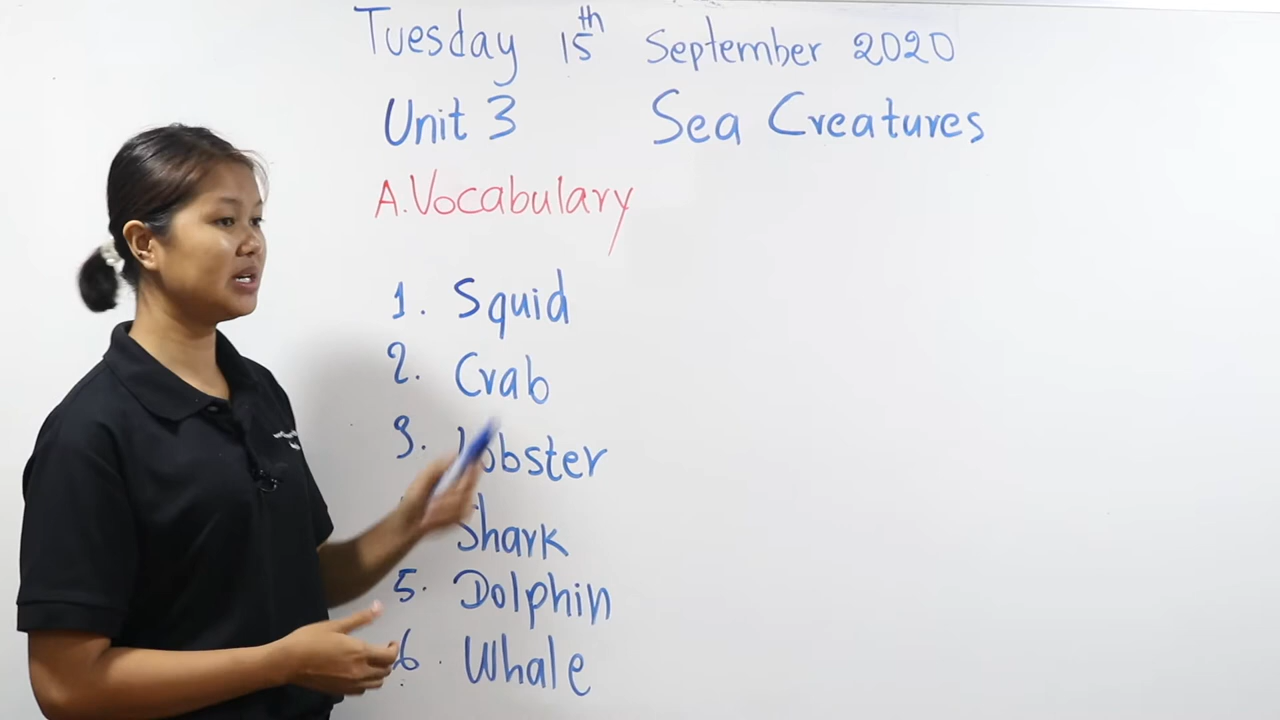 Tuesday 15th September 2020
Unit 3 Sea Creatures
A. Vocabulary
1. Squid
2. Crab
3. Lobster
Shark
5. Dolphin
6. Whale